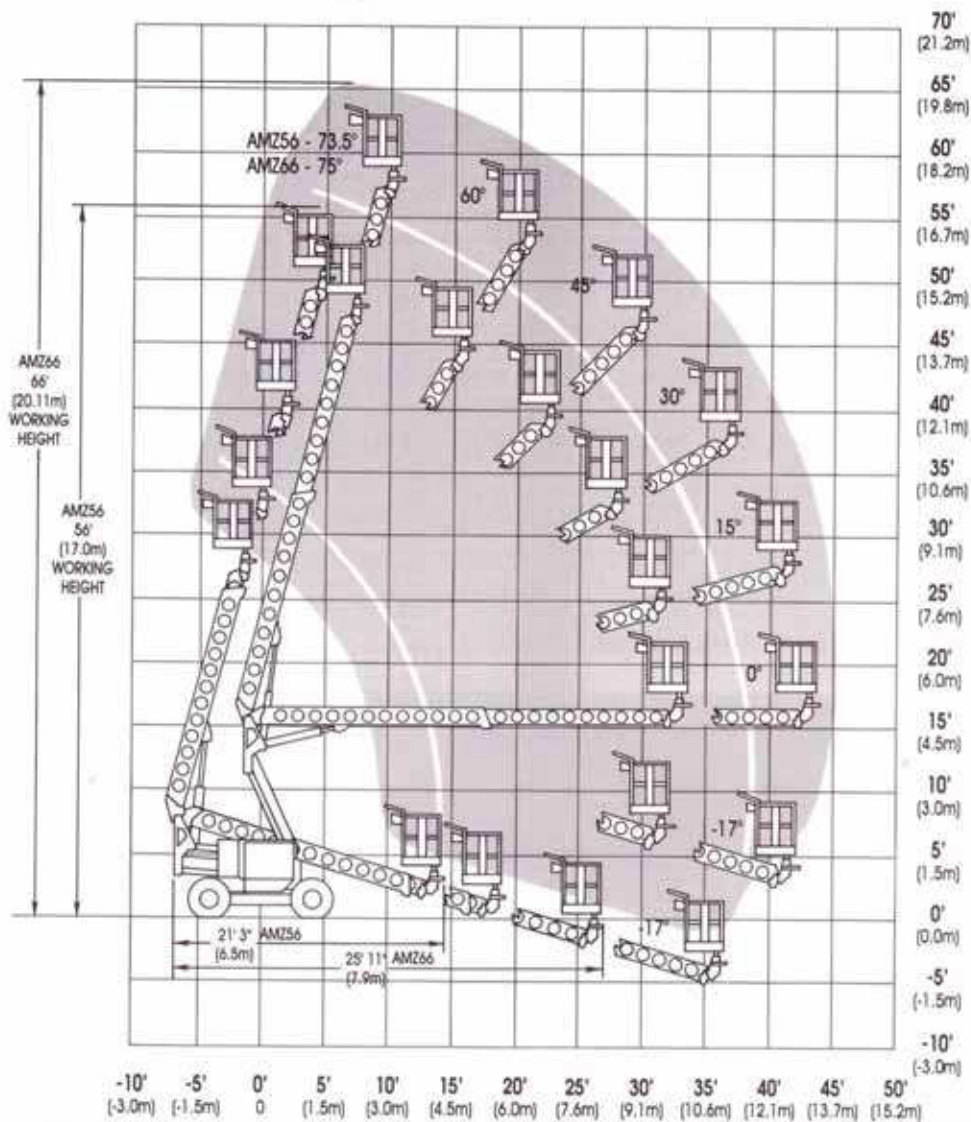 70'
(21.2m)
65'
(19.8m)
60'
(18.2m)
55'
(16.7m)
50'
(15.2m)
45'
(13.7m)
40'
(12.1m)
35'
(10.6m)
30'
(9.1m)
25'
(7.6m)
20'
(6.0m)
15'
(4.5m)
10'
(3.0m)
5'
(1.5m)
0'
(0.0m)
-5'
(-1.5m)
-10'
(-3.0m)
AMZ56 - 73.5°
AMZ66 - 75°
60°
45°
30°
15°
0°
-17°
-17°
AMZ66
66'
(20.11m)
WORKING
HEIGHT
AMZ56
56'
(17.0m)
WORKING
HEIGHT
21' 3" AMZ56
(6.5m)
25' 11" AMZ66
(7.9m)
-10' -5' 0' 5' 10' 15' 20' 25' 30' 35' 40' 45' 50'
(-3.0m) (-1.5m) 0 (1.5m) (3.0m) (4.5m) (6.0m) (7.6m) (9.1m) (10.6m) (12.1m) (13.7m) (15.2m)